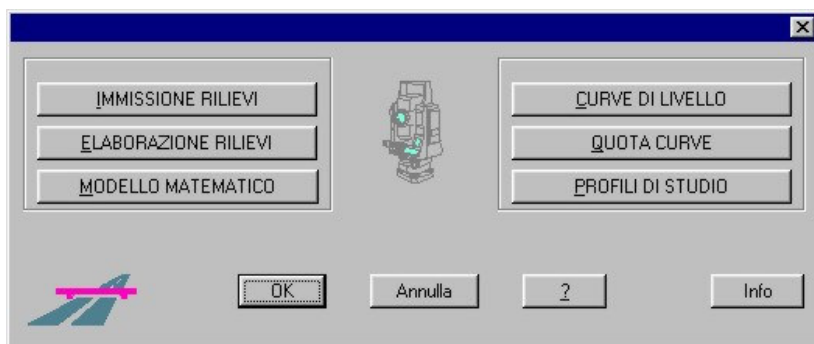 IMMISSIONE RILIEVI
ELABORAZIONE RILIEVI
MODELLO MATEMATICO
CURVE DI LIVELLO
QUOTA CURVE
PROFILI DI STUDIO
OK
Annulla
?
Info